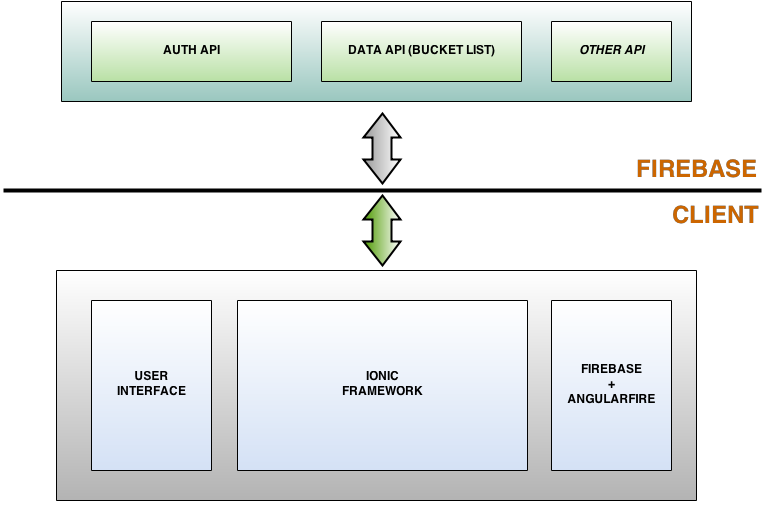 AUTH API
DATA API (BUCKET LIST)
OTHER API
FIREBASE
CLIENT
USER
INTERFACE
IONIC
FRAMEWORK
FIREBASE
+
ANGULARFIRE